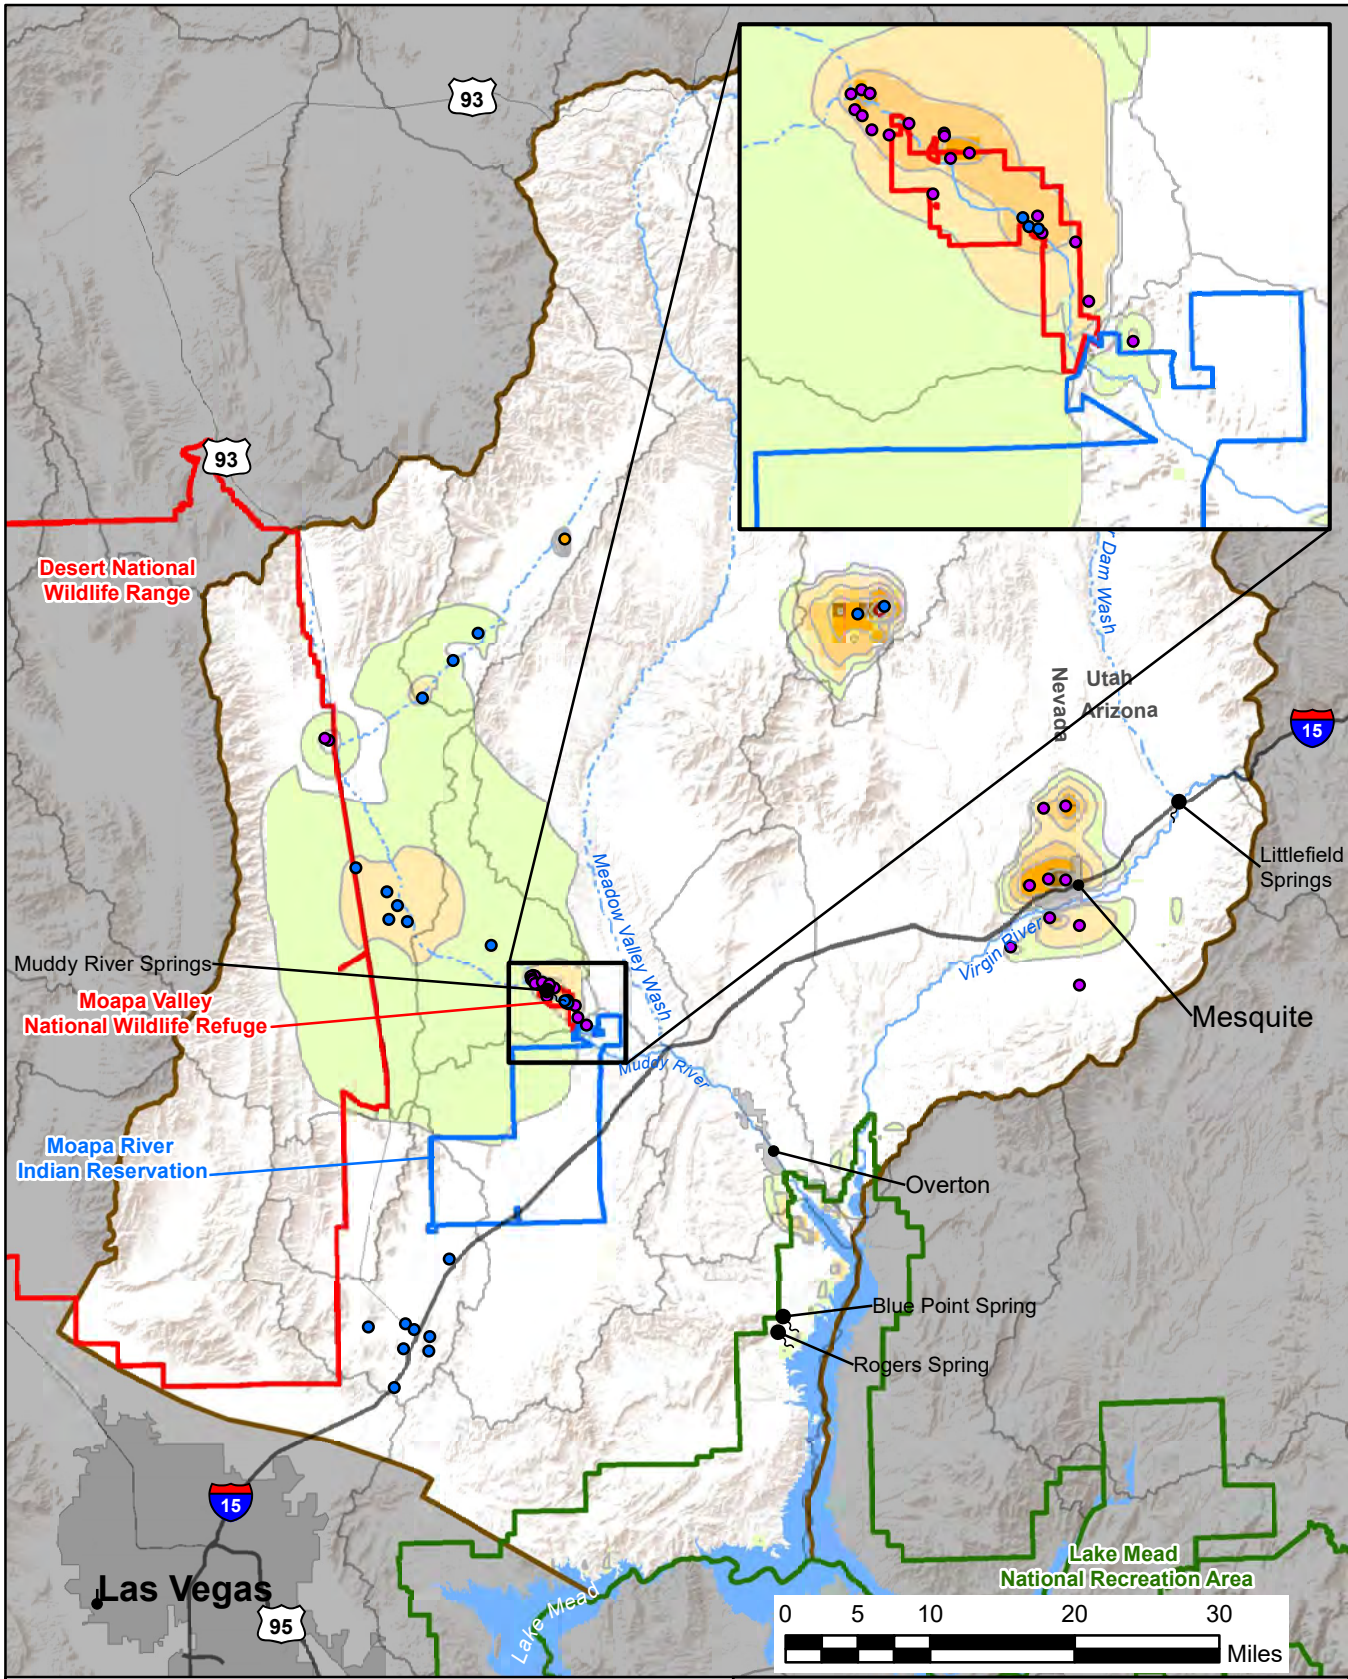 93
93
Desert National
Wildlife Range
r Dam Wash
Nevada
Utah
Arizona
15
Littlefield
Springs
Meadow Valley Wash
Virgin River
Muddy River Springs
Moapa Valley
National Wildlife Refuge
Mesquite
Muddy River
Moapa River
Indian Reservation
Overton
Blue Point Spring
Rogers Spring
15
Las Vegas
95
Lake Mead
Lake Mead
National Recreation Area
0 5 10 20 30
Miles